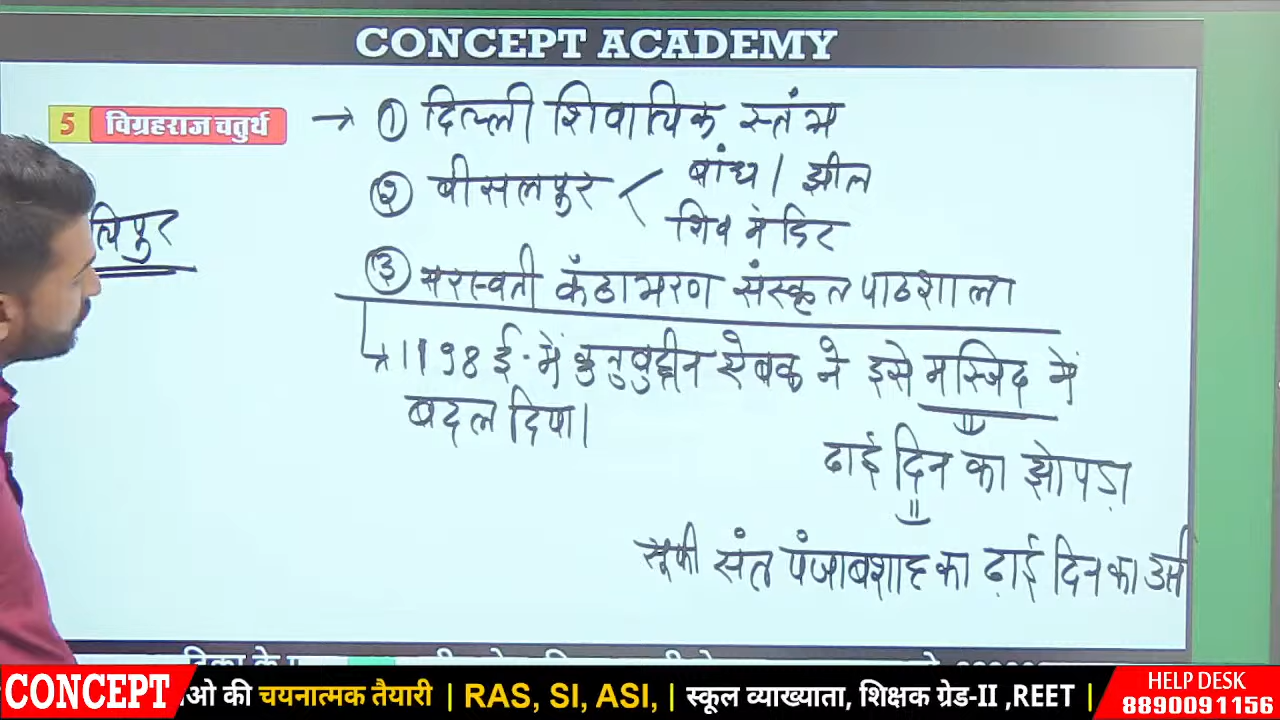 CONCEPT ACADEMY
5 विग्रहराज चतुर्थ → ① दिल्ली शिवालिक स्तंभ
② बीसलपुर < बांध / झील
शिव मंदिर
③ सरस्वती कंठाभरण संस्कृत पाठशाला
↳ 1198 ई. में कुतुबुद्दीन ऐबक ने इसे मस्जिद में
बदल दिया।
ढाई दिन का झोपड़ा
सूफी संत पंजाबशाह का ढ़ाई दिन का उर्स
CONCEPT
ओ की चयनात्मक तैयारी | RAS, SI, ASI, | स्कूल व्याख्याता, शिक्षक ग्रेड-II ,REET |
HELP DESK
8890091156